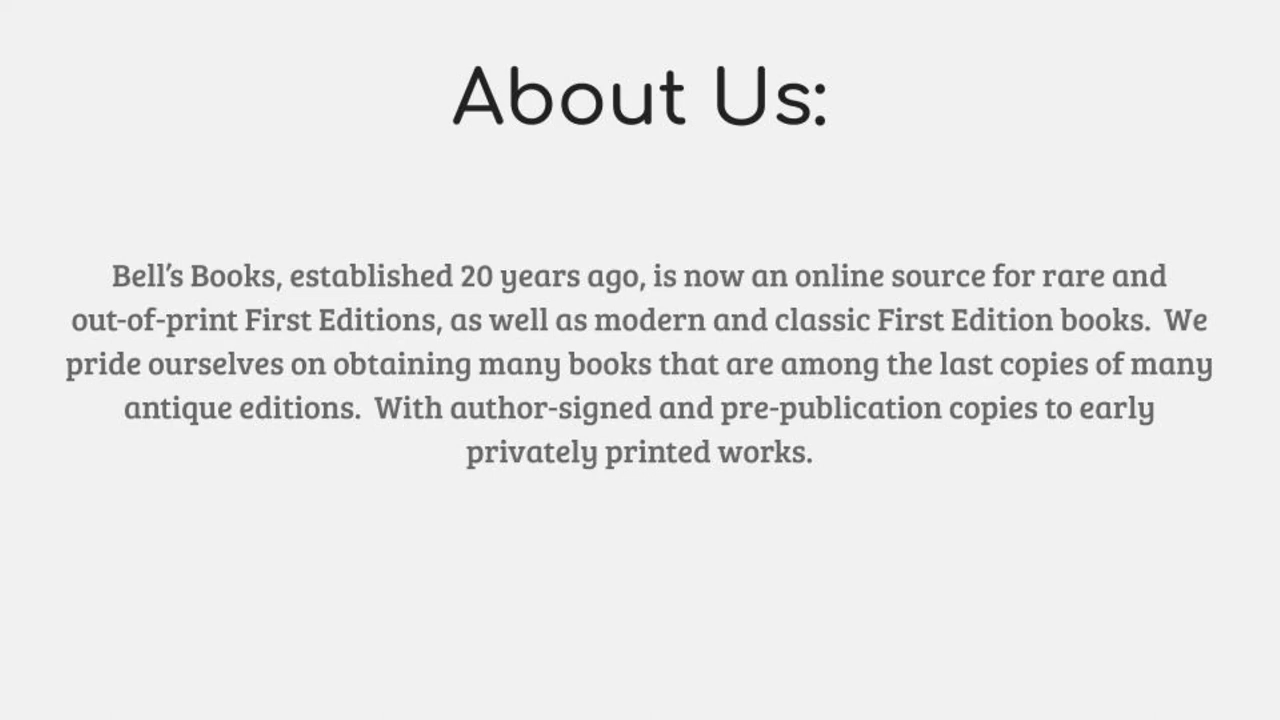 About Us:
Bell's Books, established 20 years ago, is now an online source for rare and
out-of-print First Editions, as well as modern and classic First Edition books.  We
pride ourselves on obtaining many books that are among the last copies of many
antique editions.  With author-signed and pre-publication copies to early
privately printed works.